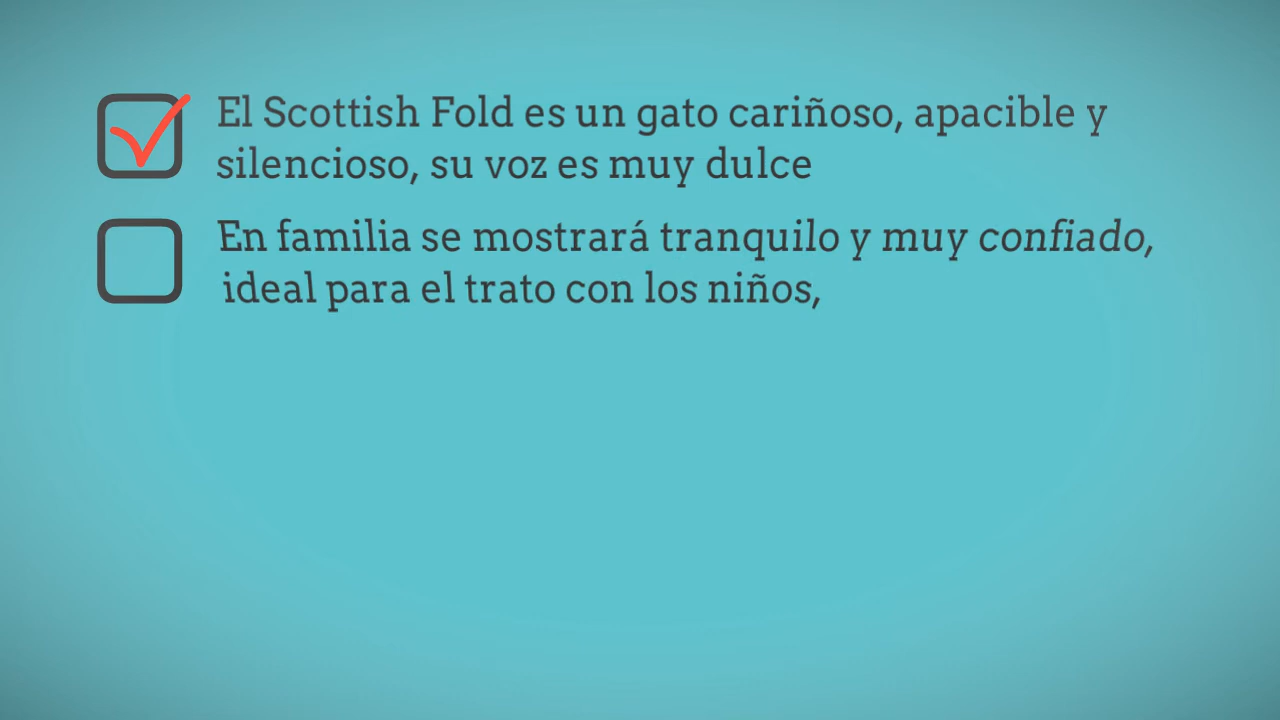 El Scottish Fold es un gato cariñoso, apacible y
silencioso, su voz es muy dulce
En familia se mostrará tranquilo y muy confiado,
ideal para el trato con los niños,